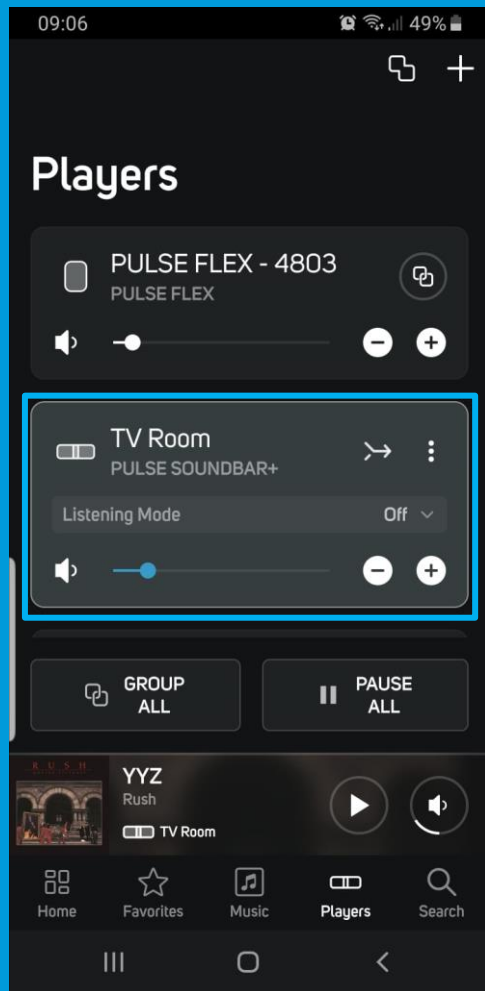 09:06 49%
Players
PULSE FLEX - 4803
PULSE FLEX
TV Room
PULSE SOUNDBAR+
Listening Mode Off
GROUP ALL
PAUSE ALL
RUSH
YYZ
Rush
TV Room
Home Favorites Music Players Search